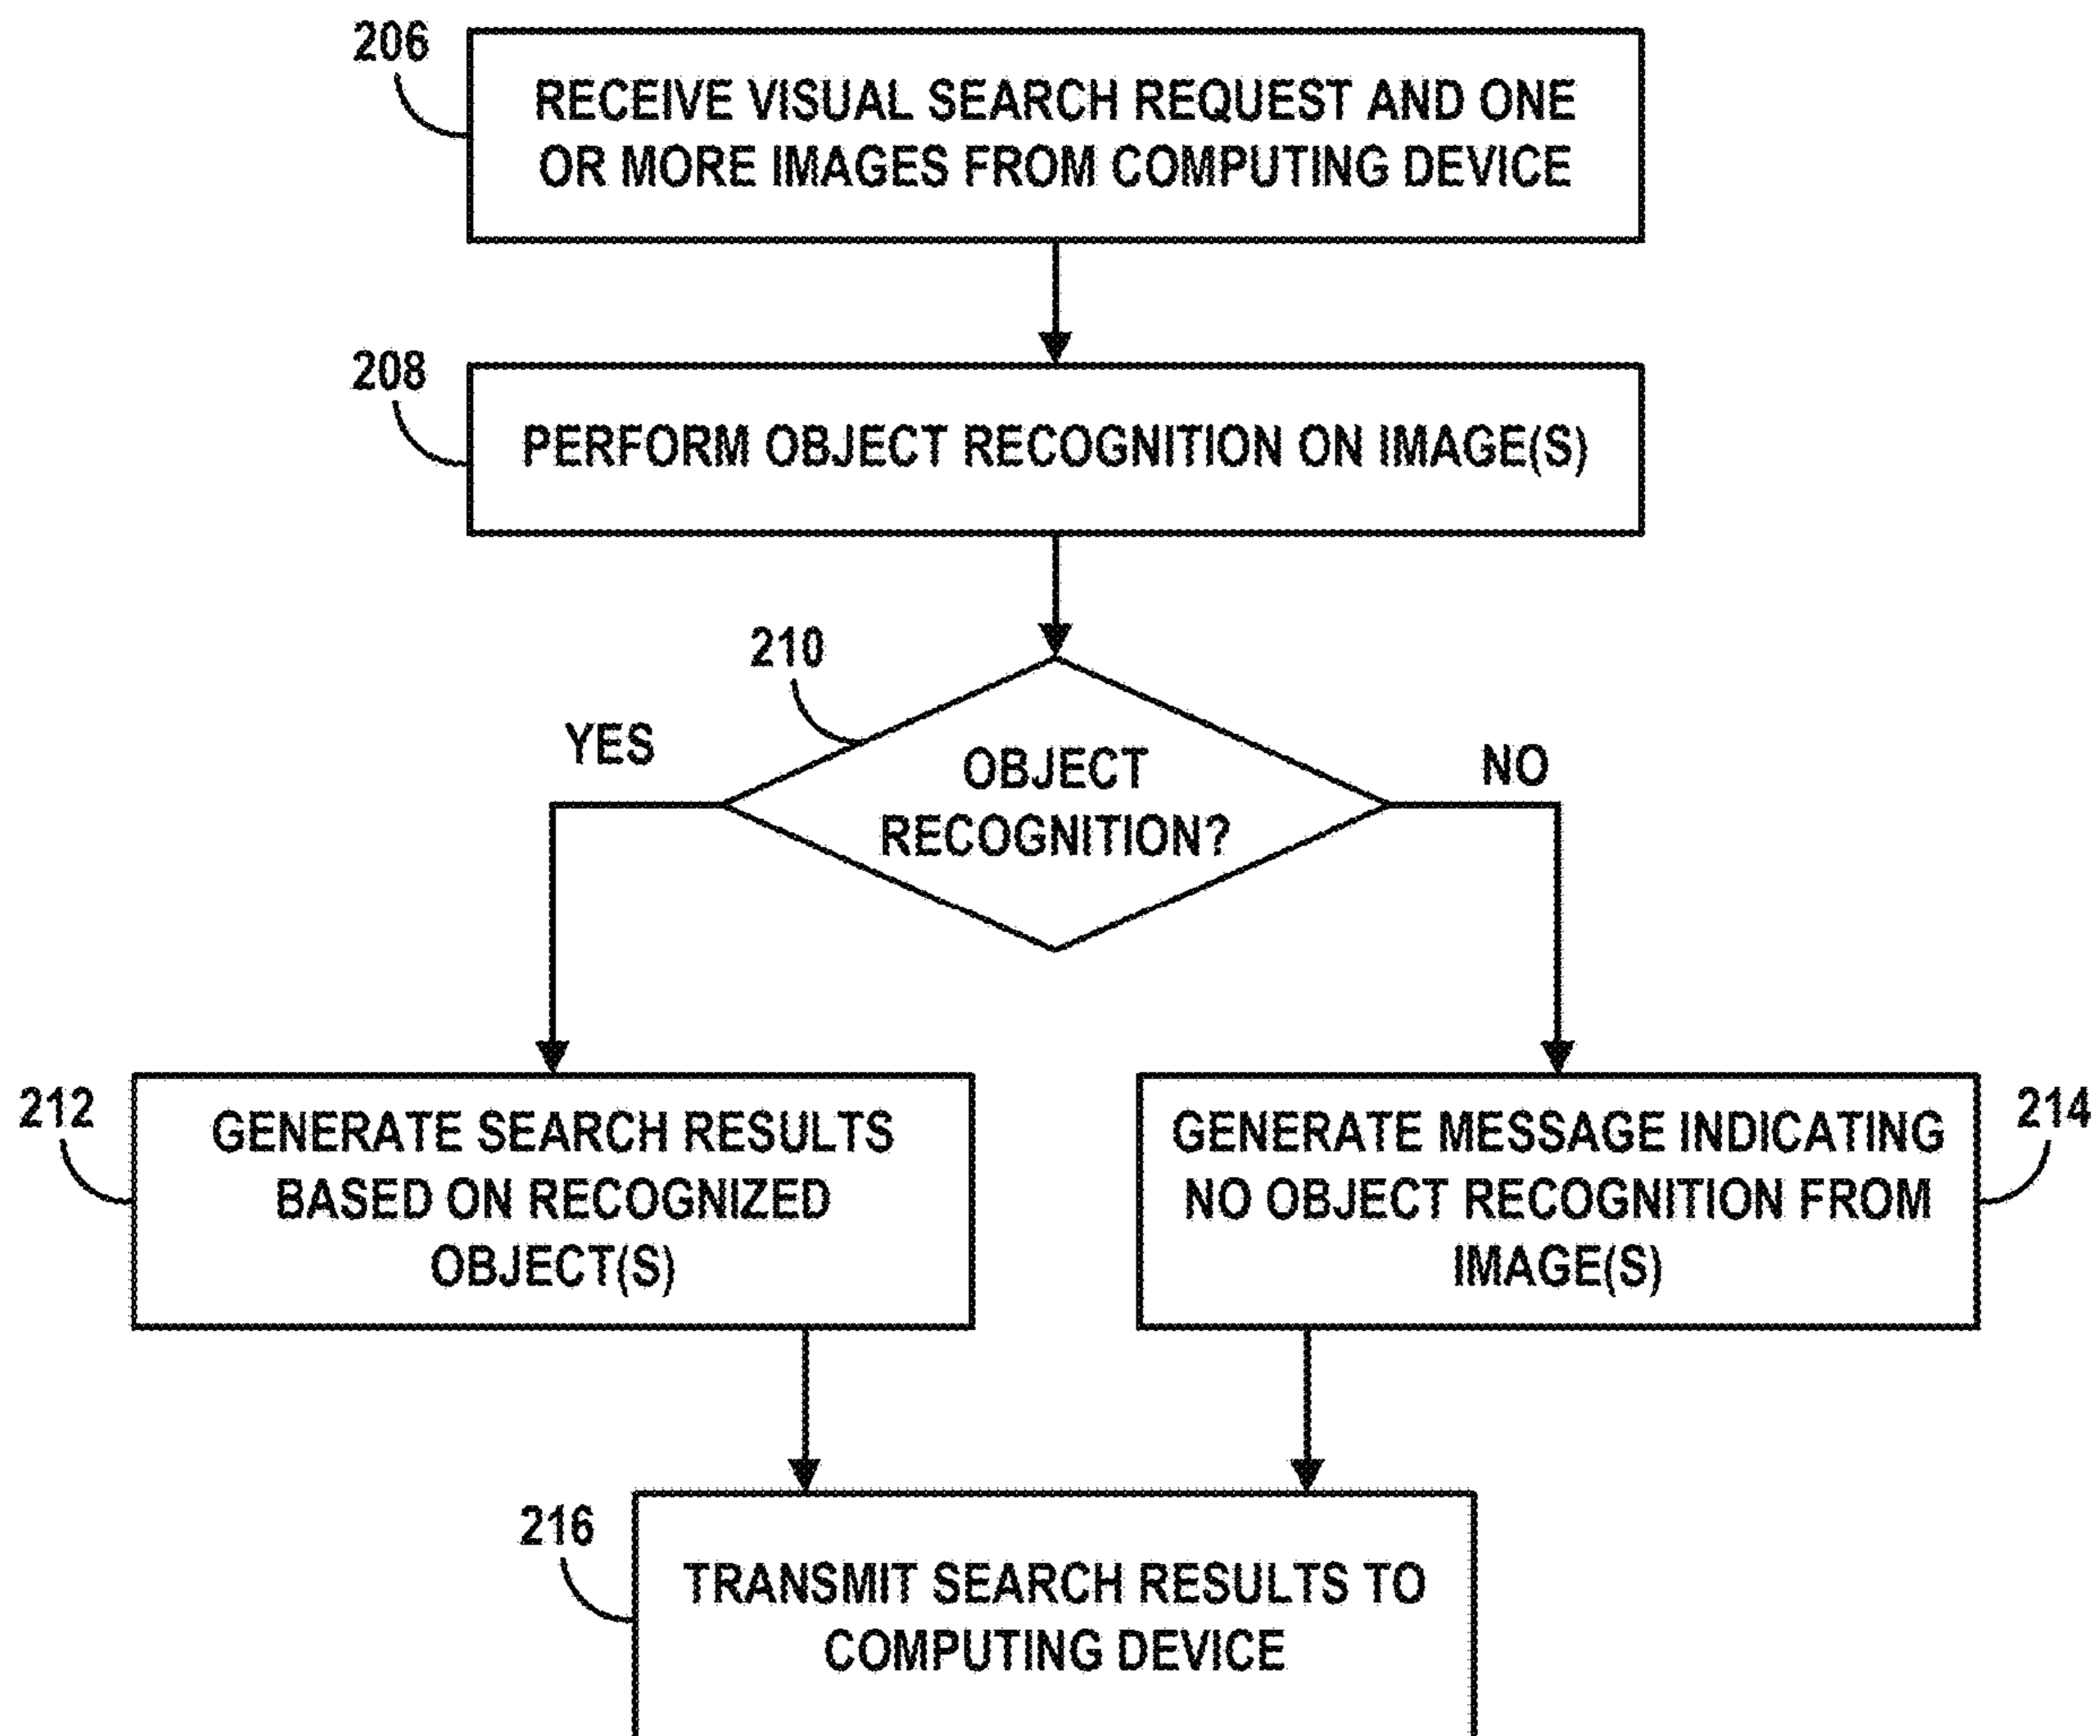 206
RECEIVE VISUAL SEARCH REQUEST AND ONE
OR MORE IMAGES FROM COMPUTING DEVICE
208
PERFORM OBJECT RECOGNITION ON IMAGE(S)
210
YES
OBJECT
RECOGNITION?
NO
212
GENERATE SEARCH RESULTS
BASED ON RECOGNIZED
OBJECT(S)
GENERATE MESSAGE INDICATING
NO OBJECT RECOGNITION FROM
IMAGE(S)
214
216
TRANSMIT SEARCH RESULTS TO
COMPUTING DEVICE